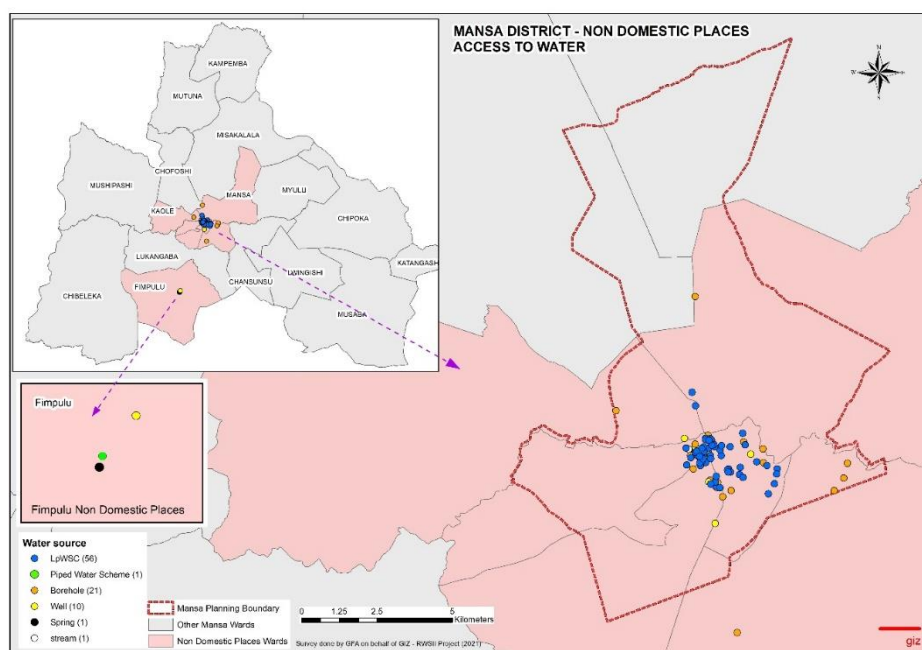 MANSA DISTRICT - NON DOMESTIC PLACES
ACCESS TO WATER
N
W
E
S
KAMPEMBA
MUTUNA
MISAKALALA
CHOFOSHI
MUSHIPASHI
MANSA
MYULU
KAOLE
CHIPOKA
LUKANGABA
KATANGASH
LWINGISHI
CHANSUNSU
FIMPULU
CHIBELEKA
MUSABA
Fimpulu
Fimpulu Non Domestic Places
Water source
LpWSC (56)
Piped Water Scheme (1)
Borehole (21)
Well (10)
Spring (1)
stream (1)
Mansa Planning Boundary
Other Mansa Wards
Non Domestic Places Wards
0 1.25 2.5 5
Kilometers
Survey done by GFA on behalf of GIZ - RWSII Project (2021)
giz